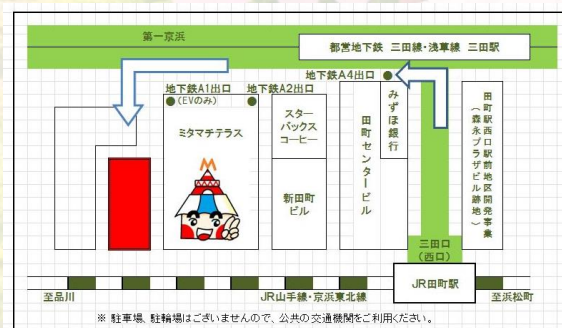 第一京浜
都営地下鉄 三田線・浅草線 三田駅
地下鉄A1出口
(EVのみ)
地下鉄A2出口
地下鉄A4出口
ミタマチテラス
スター
バックス
コーヒー
新田町
ビル
田町センタービル
みずほ銀行
田町駅西口駅前地区開発事業
(森永プラザビル跡地)
三田口
(西口)
JR田町駅
至品川
JR山手線・京浜東北線
至浜松町
※ 駐車場、駐輪場はございませんので、公共の交通機関をご利用ください。